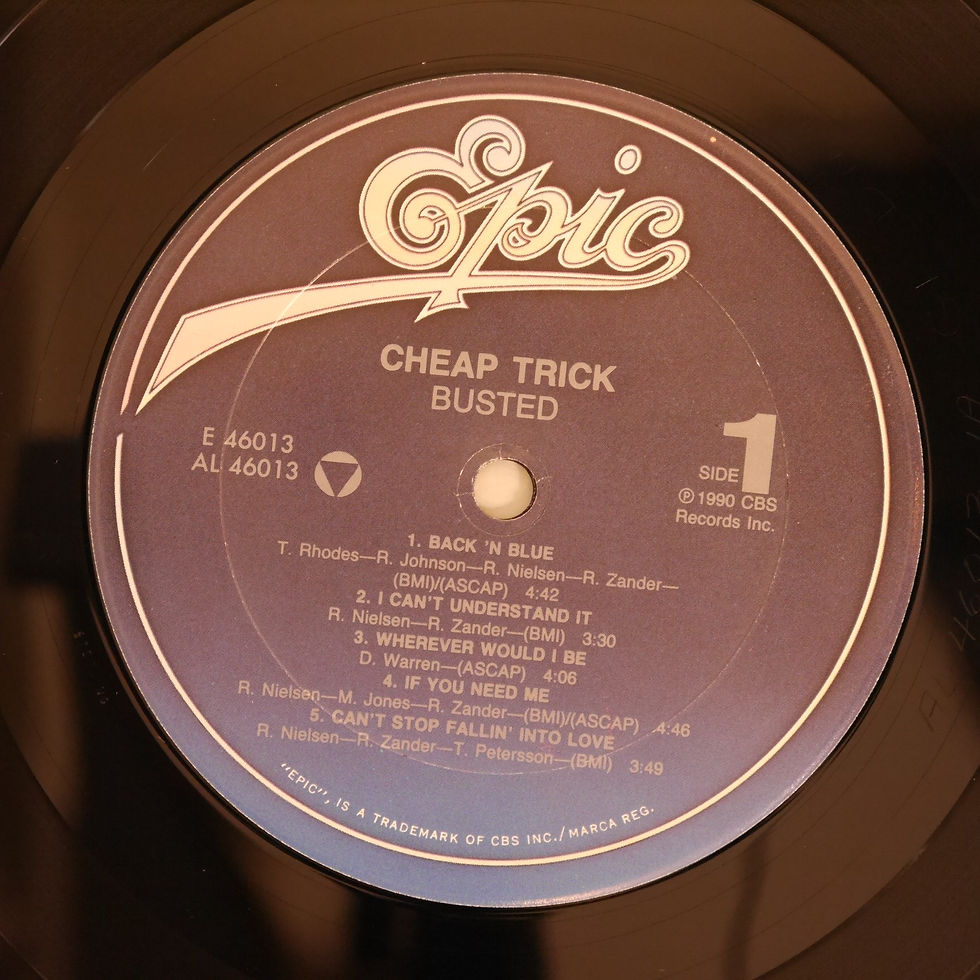 Epic
CHEAP TRICK
BUSTED
E 46013
AL 46013
SIDE 1
℗ 1990 CBS
Records Inc.
1. BACK 'N BLUE
T. Rhodes—R. Johnson—R. Nielsen—R. Zander—
(BMI)/(ASCAP) 4:42
2. I CAN'T UNDERSTAND IT
R. Nielsen—R. Zander—(BMI) 3:30
3. WHEREVER WOULD I BE
D. Warren—(ASCAP) 4:06
4. IF YOU NEED ME
R. Nielsen—M. Jones—R. Zander—(BMI)/(ASCAP) 4:46
5. CAN'T STOP FALLIN' INTO LOVE
R. Nielsen—R. Zander—T. Petersson—(BMI) 3:49
"EPIC", IS A TRADEMARK OF CBS INC./MARCA REG.